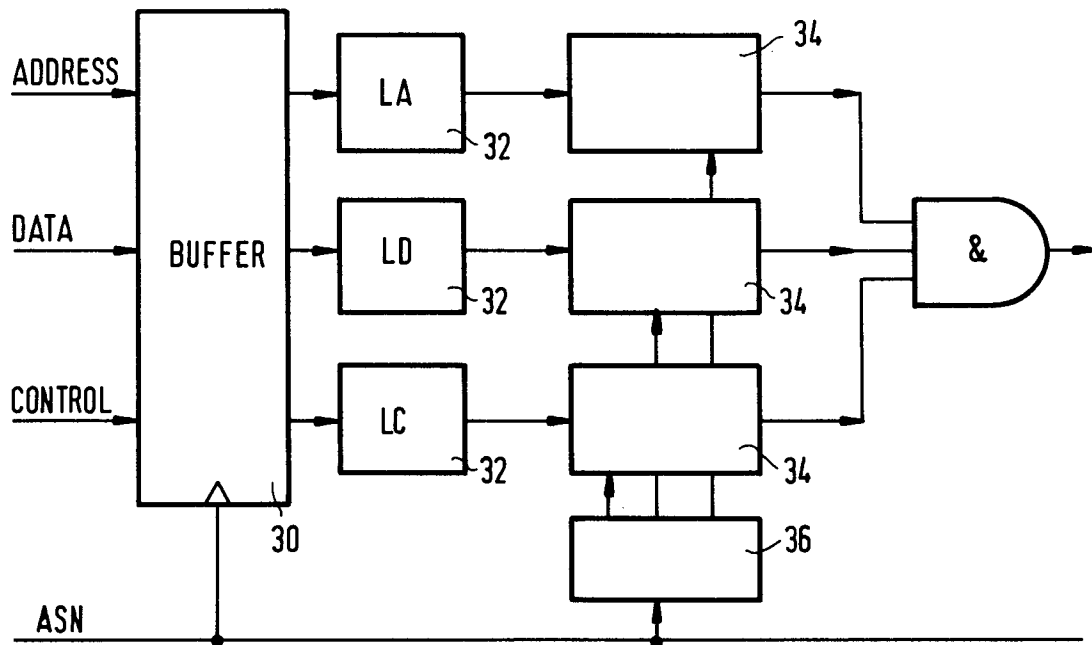 ADDRESS
DATA
CONTROL
BUFFER
30
LA
32
LD
32
LC
32
34
34
34
36
&
ASN